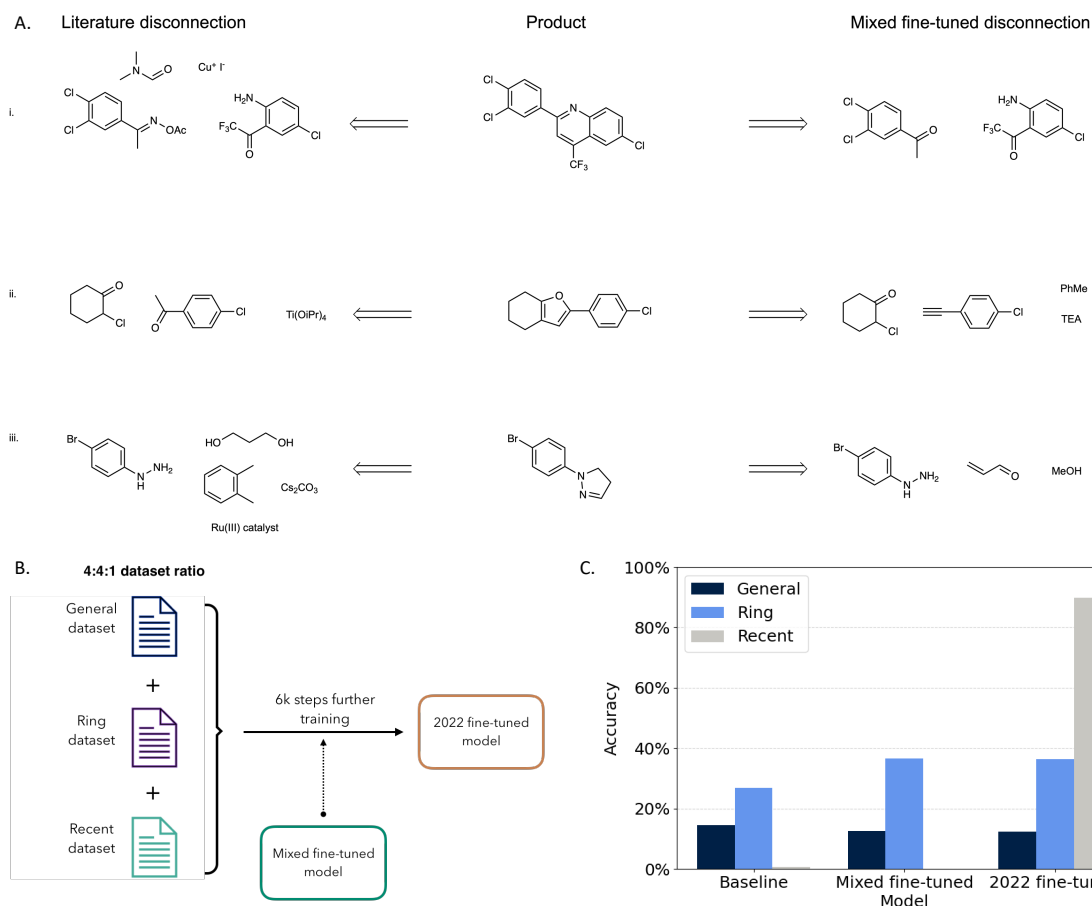 A. Literature disconnection Product Mixed fine-tuned disconnection
i.
N O Cu⁺ I⁻
Cl Cl N OAc
H₂N F₃C O Cl
Cl Cl N Cl CF₃
Cl Cl O
H₂N F₃C O Cl
ii.
O Cl
O Cl
Ti(OiPr)₄
O Cl
O Cl
Cl
PhMe
TEA
iii.
Br N H NH₂
HO OH
Cs₂CO₃
Ru(III) catalyst
Br N N
Br N H NH₂
O
MeOH
B.
4:4:1 dataset ratio
General
dataset
+
Ring
dataset
+
Recent
dataset
6k steps further
training
2022 fine-tuned
model
Mixed fine-tuned
model
C.
100%
80%
60%
40%
20%
0%
Accuracy
General
Ring
Recent
Baseline Mixed fine-tuned 2022 fine-tu
Model